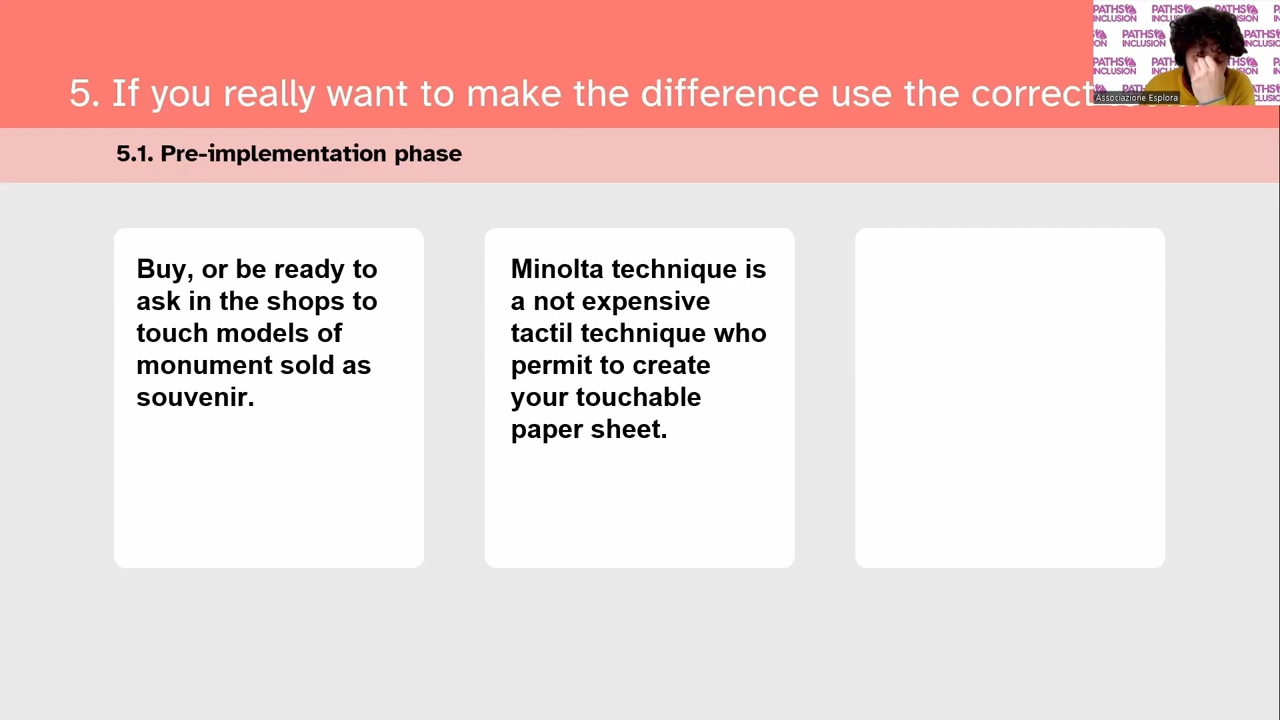 5. If you really want to make the difference use the correct
5.1. Pre-implementation phase
Buy, or be ready to
ask in the shops to
touch models of
monument sold as
souvenir.
Minolta technique is
a not expensive
tactil technique who
permit to create
your touchable
paper sheet.
PATHS INCLUSION
Associazione Esplora